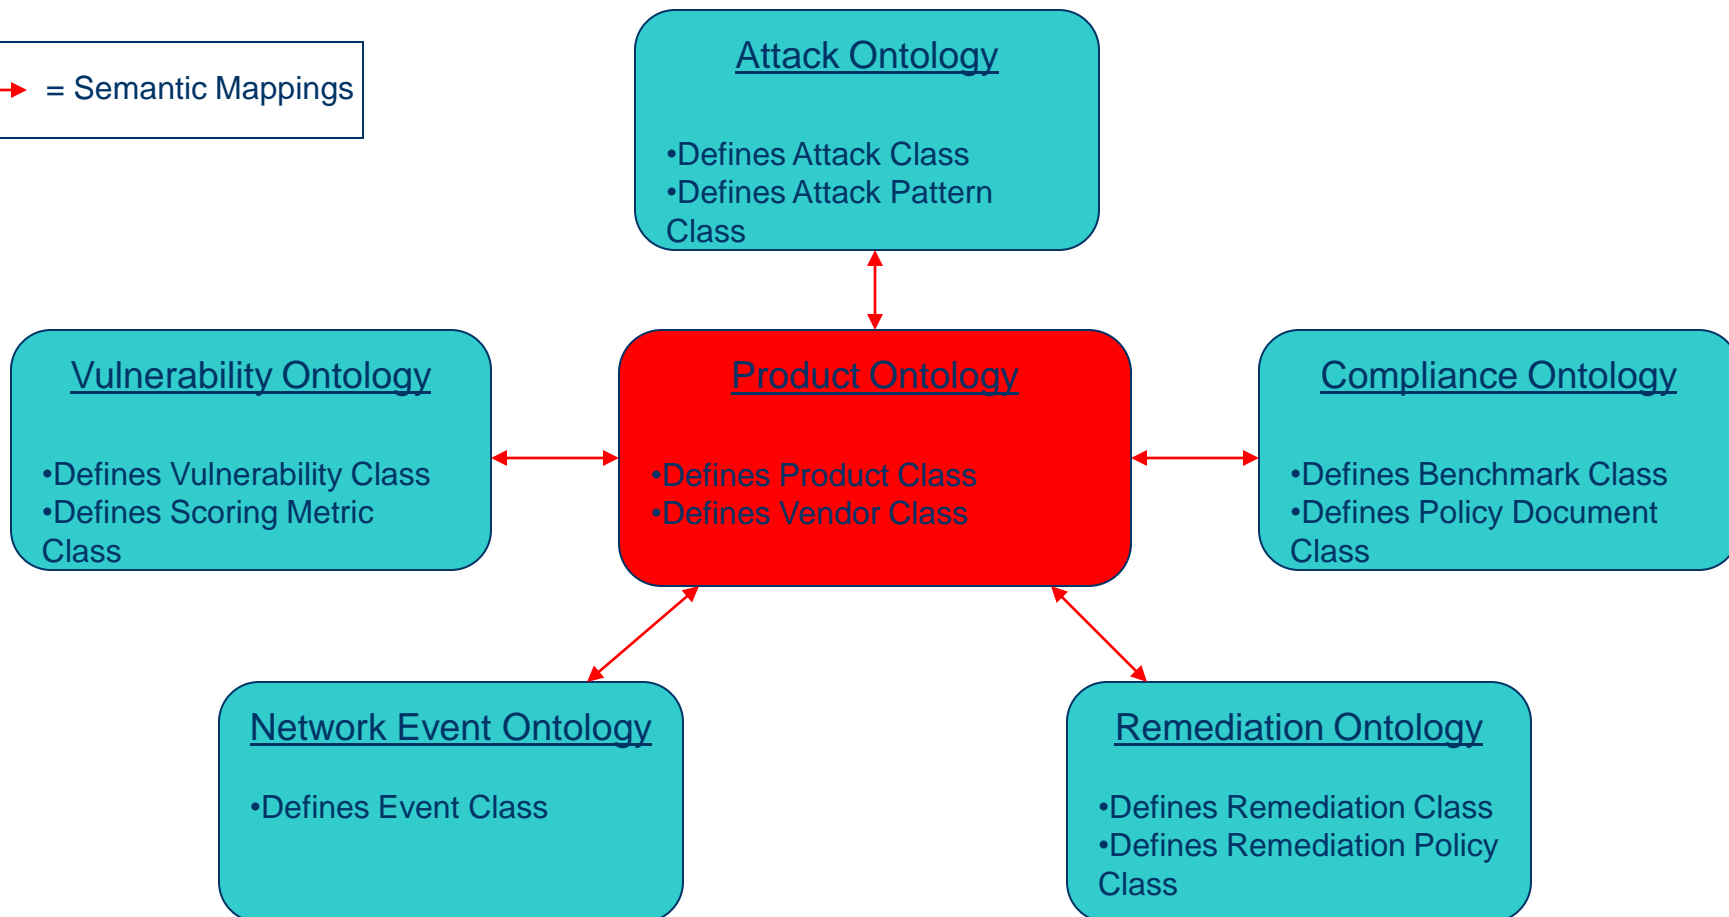 Attack Ontology
= Semantic Mappings
•Defines Attack Class
•Defines Attack Pattern
Class
Vulnerability Ontology
•Defines Vulnerability Class
•Defines Scoring Metric
Class
Product Ontology
•Defines Product Class
•Defines Vendor Class
Compliance Ontology
•Defines Benchmark Class
•Defines Policy Document
Class
Network Event Ontology
•Defines Event Class
Remediation Ontology
•Defines Remediation Class
•Defines Remediation Policy
Class